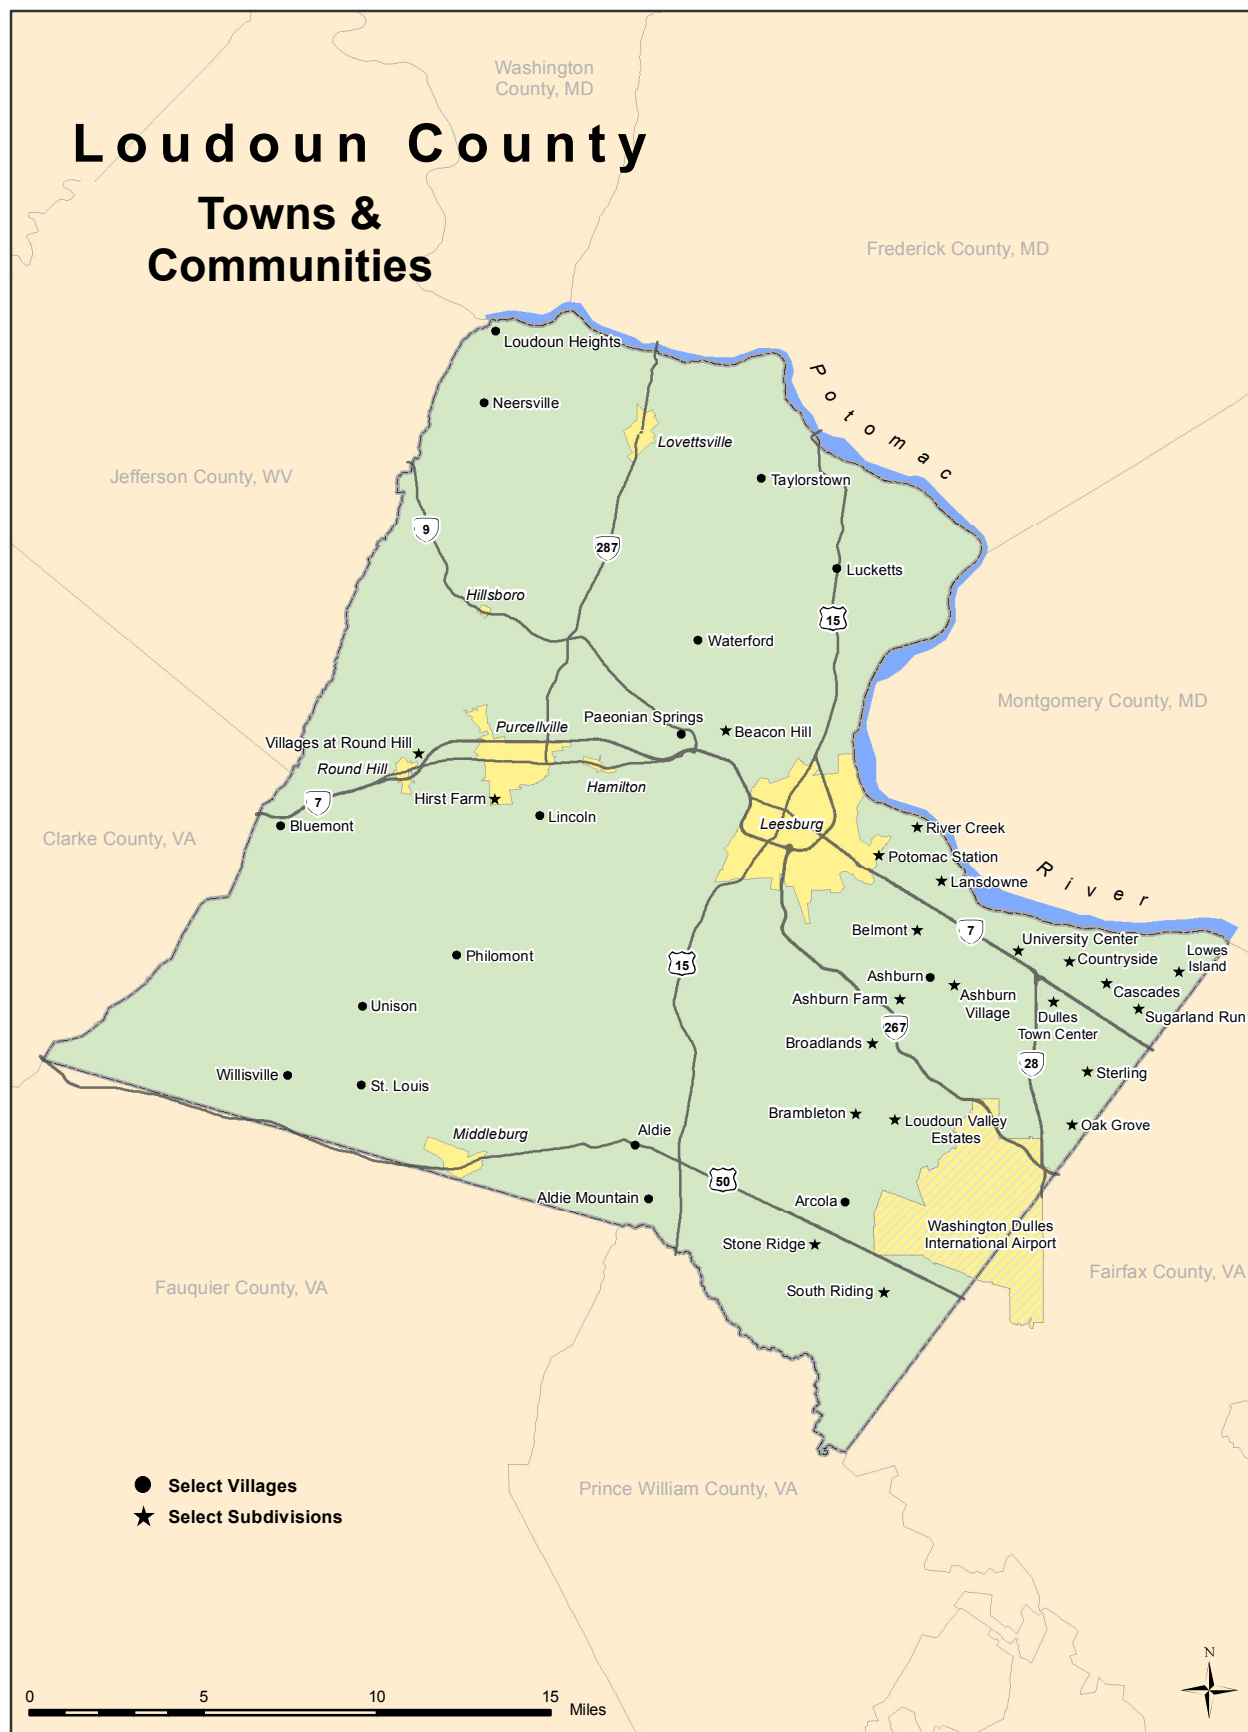 Washington
County, MD
Loudoun County
Towns &
Communities
Frederick County, MD
Loudoun Heights
Potomac
Neersville
Lovettsville
Jefferson County, WV
Taylorstown
9
287
Lucketts
Hillsboro
15
Waterford
Montgomery County, MD
Paeonian Springs
Purcellville
Beacon Hill
Villages at Round Hill
Round Hill
Hamilton
Hirst Farm
7
Lincoln
Bluemont
Leesburg
River Creek
Clarke County, VA
Potomac Station
River
Lansdowne
Belmont
7
University Center
Lowes
Island
Countryside
Philomont
15
Ashburn
Cascades
Ashburn
Village
Ashburn Farm
Unison
Dulles
Town Center
Sugarland Run
267
Broadlands
28
Willisville
St. Louis
Sterling
Brambleton
Loudoun Valley
Estates
Oak Grove
Middleburg
Aldie
50
Aldie Mountain
Arcola
Washington Dulles
International Airport
Stone Ridge
Fairfax County, VA
Fauquier County, VA
South Riding
Select Villages
Prince William County, VA
Select Subdivisions
N
0 5 10 15
Miles